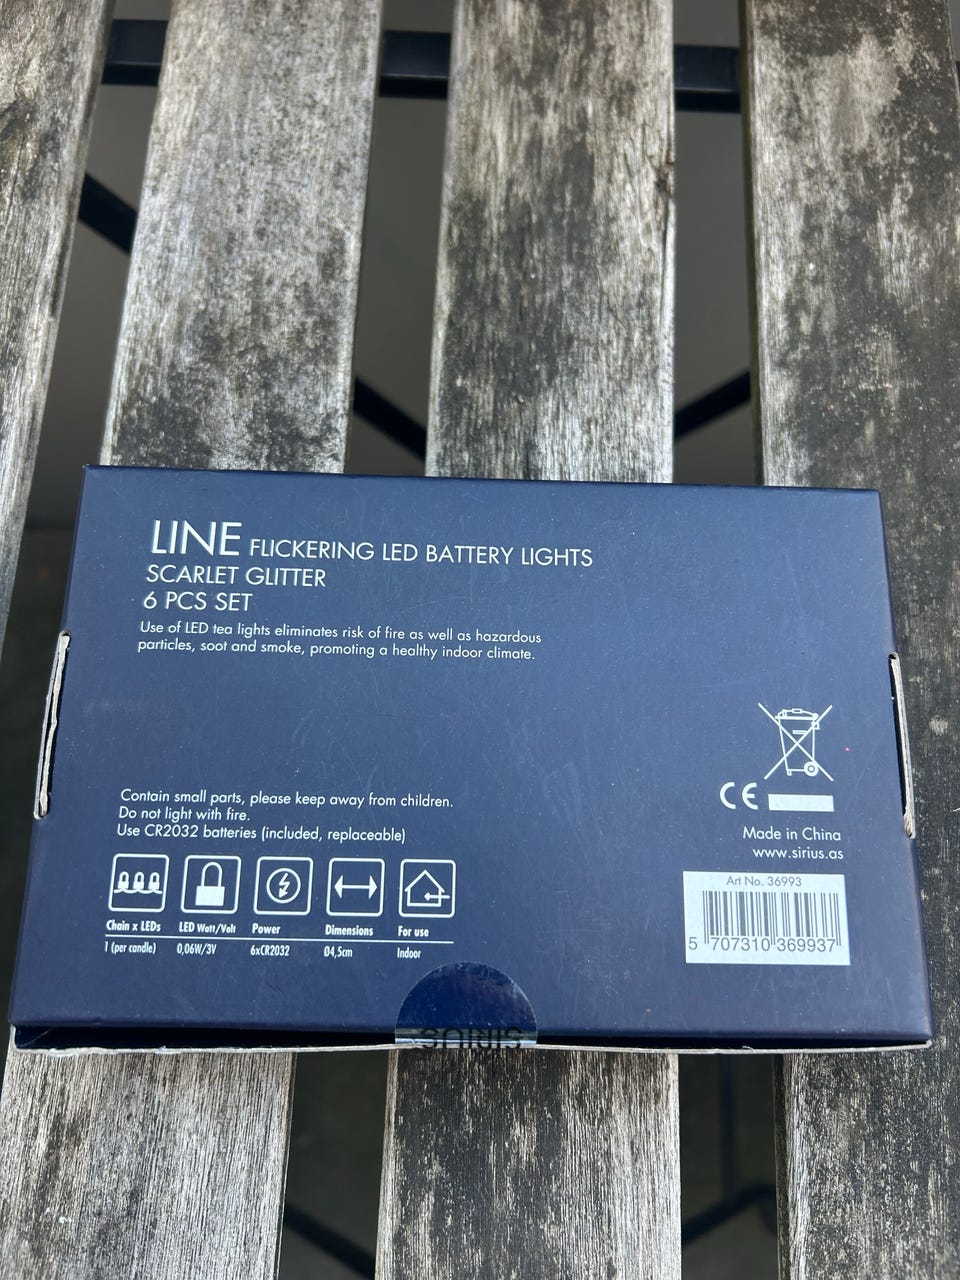 LINE FLICKERING LED BATTERY LIGHTS
SCARLET GLITTER
6 PCS SET
Use of LED tea lights eliminates risk of fire as well as hazardous
particles, soot and smoke, promoting a healthy indoor climate.
Contain small parts, please keep away from children.
Do not light with fire.
Use CR2032 batteries (included, replaceable)
Chain x LEDs LED Watt/Volt Power Dimensions For use
1 (per candle) 0,06W/3V 6xCR2032 Ø4,5cm Indoor
CE
Made in China
www.sirius.as
Art No. 36993
5 707310 369937
SIRIUS